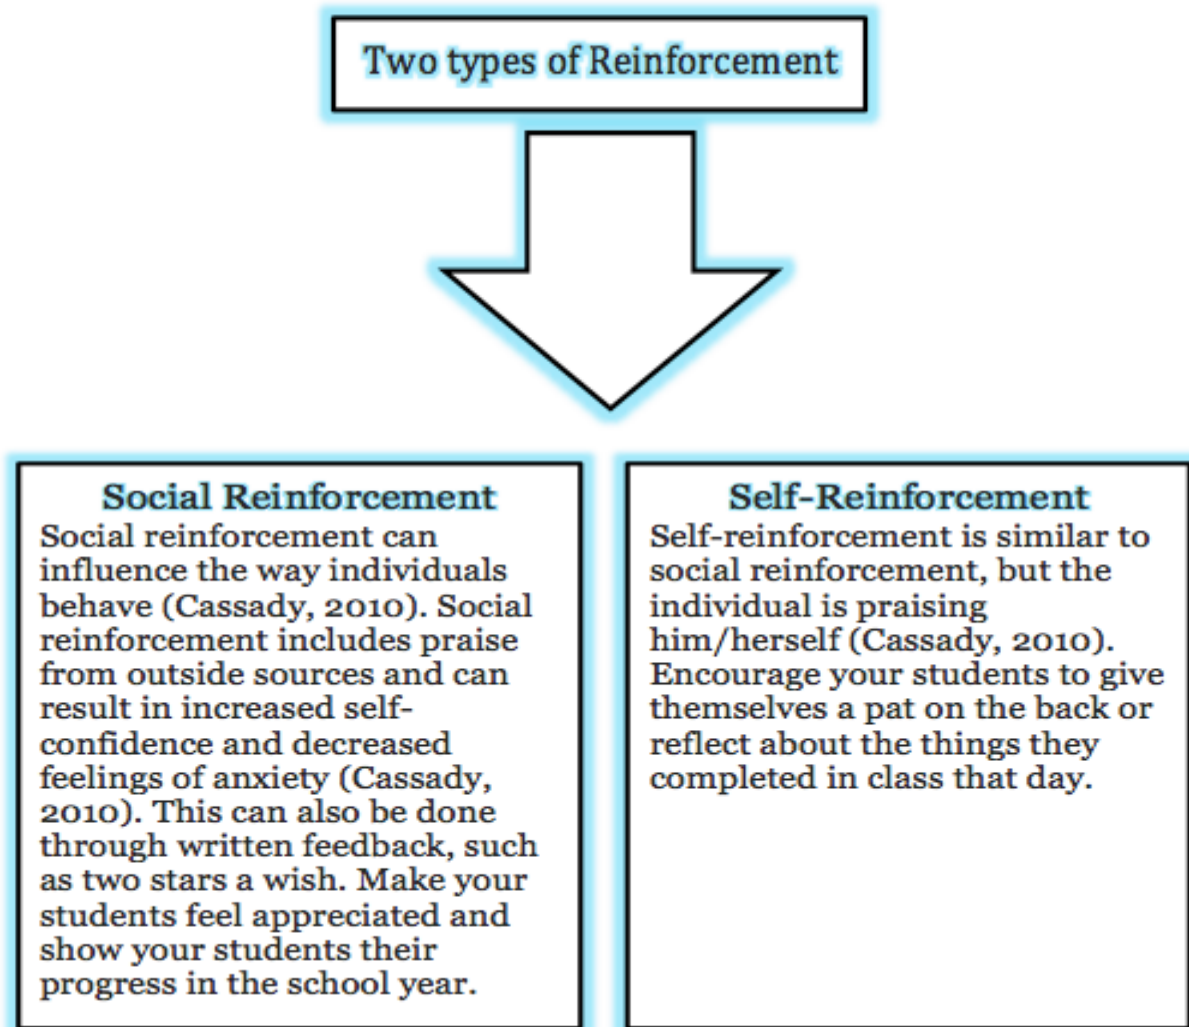 Two types of Reinforcement
Social Reinforcement
Social reinforcement can
influence the way individuals
behave (Cassady, 2010). Social
reinforcement includes praise
from outside sources and can
result in increased self-
confidence and decreased
feelings of anxiety (Cassady,
2010). This can also be done
through written feedback, such
as two stars a wish. Make your
students feel appreciated and
show your students their
progress in the school year.
Self-Reinforcement
Self-reinforcement is similar to
social reinforcement, but the
individual is praising
him/herself (Cassady, 2010).
Encourage your students to give
themselves a pat on the back or
reflect about the things they
completed in class that day.